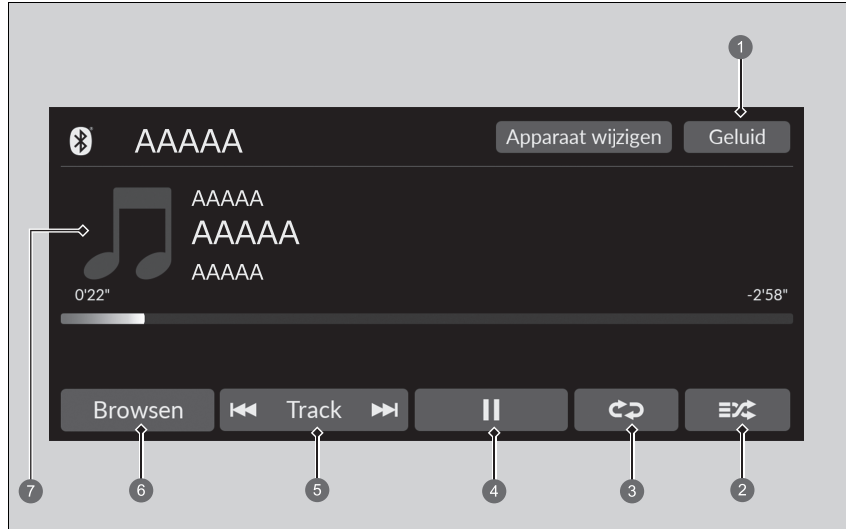 1
AAAAA Apparaat wijzigen Geluid
AAAAA
AAAAA
AAAAA
7
0'22" -2'58"
Browsen Track
6 5 4 3 2